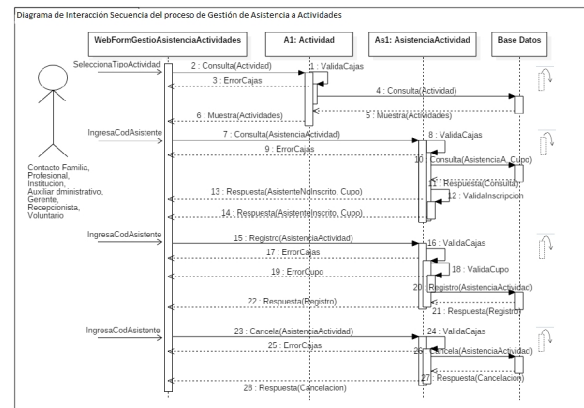 Diagrama de Interacción Secuencia del proceso de Gestión de Asistencia a Actividades
WebFormGestioAsistenciaActividades
A1: Actividad
As1: AsistenciaActividad
Base Datos
SeleccionaTipoActividad
2 : Consulta(Actividad)
1 : ValidaCajas
3 : ErrorCajas
4 : Consulta(Actividad)
6 : Muestra(Actividades)
5 : Muestra(Actividades)
IngresaCodAsistente
7 : Consulta(AsistenciaActividad)
8 : ValidaCajas
9 : ErrorCajas
10 : Consulta(AsistenciaA, Cupo)
11 : Respuesta(Consulta)
13 : Respuesta(AsistenteNoInscrito, Cupo)
12 : ValidaInscripcion
14 : Respuesta(AsistenteInscrito, Cupo)
Contacto Familia,
Profesional,
Institucion,
Auxiliar dministrativo,
Gerente,
Recepcionista,
Voluntario
IngresaCodAsistente
15 : Registro(AsistenciaActividad)
16 : ValidaCajas
17 : ErrorCajas
18 : ValidaCupo
19 : ErrorCupo
20 : Registro(AsistenciaActividad)
22 : Respuesta(Registro)
21 : Respuesta(Registro)
IngresaCodAsistente
23 : Cancela(AsistenciaActividad)
24 : ValidaCajas
25 : ErrorCajas
26 : Cancela(AsistenciaActividad)
27 : Respuesta(Cancelacion)
28 : Respuesta(Cancelacion)